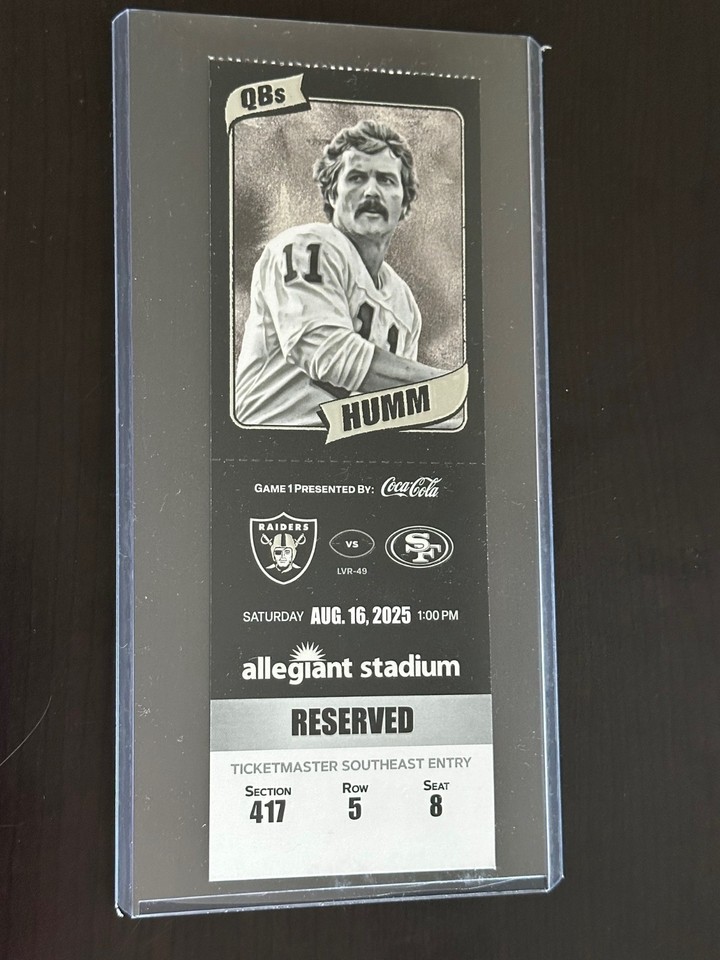 QBs
11
11
HUMM
GAME 1 PRESENTED BY: Coca-Cola
RAIDERS
VS
SF
LVR-49
SATURDAY AUG. 16, 2025 1:00 PM
allegiant stadium
RESERVED
TICKETMASTER SOUTHEAST ENTRY
SECTION ROW SEAT
417 5 8